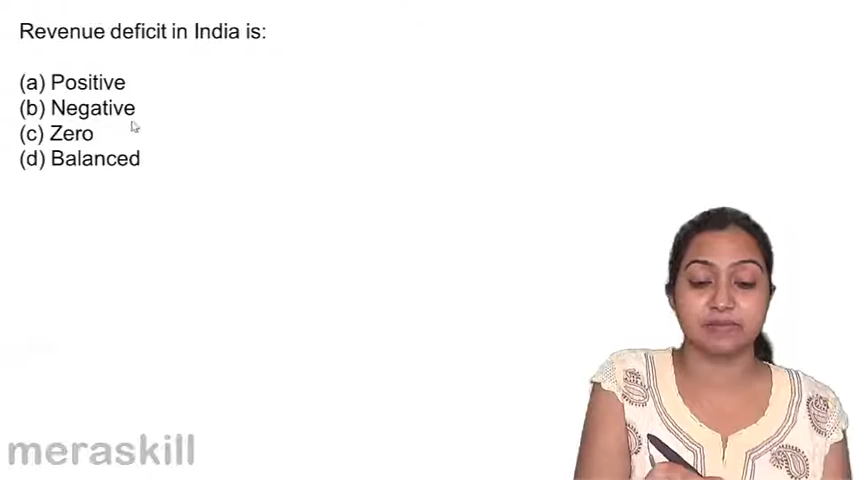 Revenue deficit in India is:
(a) Positive
(b) Negative
(c) Zero
(d) Balanced
meraskill